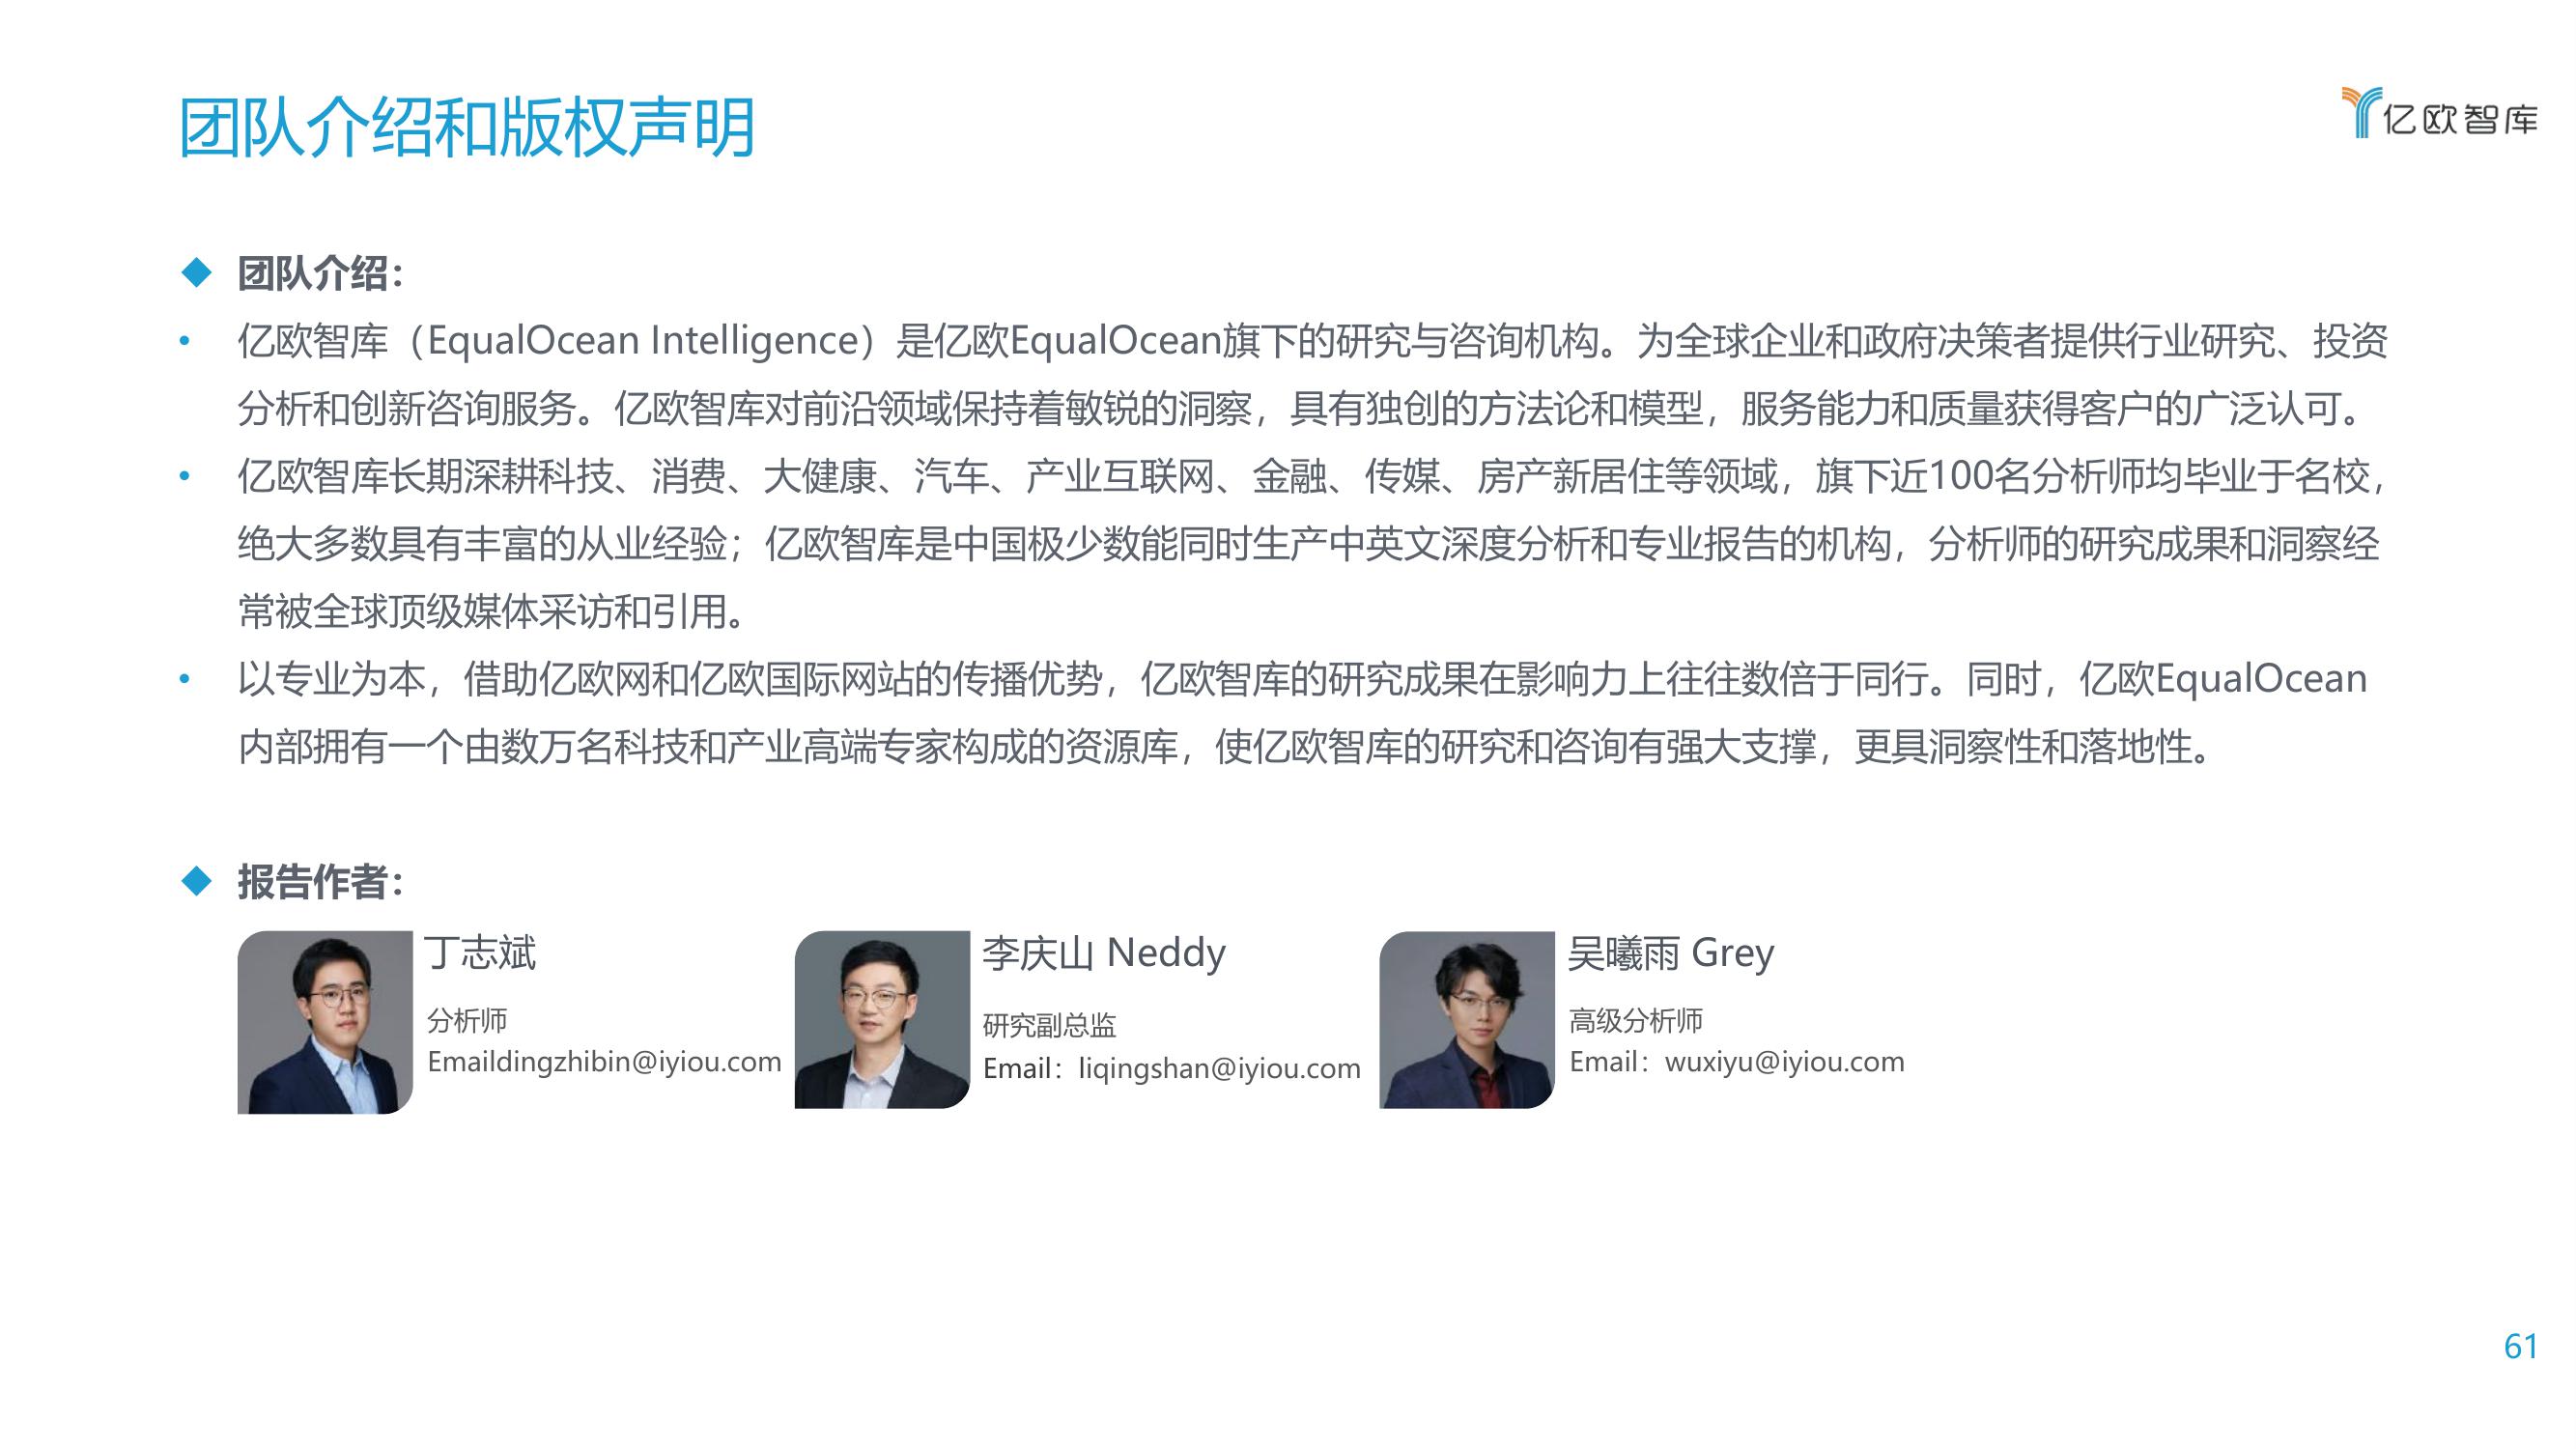 团队介绍和版权声明
亿欧智库
团队介绍：
亿欧智库（EqualOcean Intelligence）是亿欧EqualOcean旗下的研究与咨询机构。为全球企业和政府决策者提供行业研究、投资
分析和创新咨询服务。亿欧智库对前沿领域保持着敏锐的洞察，具有独创的方法论和模型，服务能力和质量获得客户的广泛认可。
亿欧智库长期深耕科技、消费、大健康、汽车、产业互联网、金融、传媒、房产新居住等领域，旗下近100名分析师均毕业于名校，
绝大多数具有丰富的从业经验；亿欧智库是中国极少数能同时生产中英文深度分析和专业报告的机构，分析师的研究成果和洞察经
常被全球顶级媒体采访和引用。
以专业为本，借助亿欧网和亿欧国际网站的传播优势，亿欧智库的研究成果在影响力上往往数倍于同行。同时，亿欧EqualOcean
内部拥有一个由数万名科技和产业高端专家构成的资源库，使亿欧智库的研究和咨询有强大支撑，更具洞察性和落地性。
报告作者：
丁志斌
分析师
Emaildingzhibin@iyiou.com
李庆山 Neddy
研究副总监
Email：liqingshan@iyiou.com
吴曦雨 Grey
高级分析师
Email：wuxiyu@iyiou.com
61